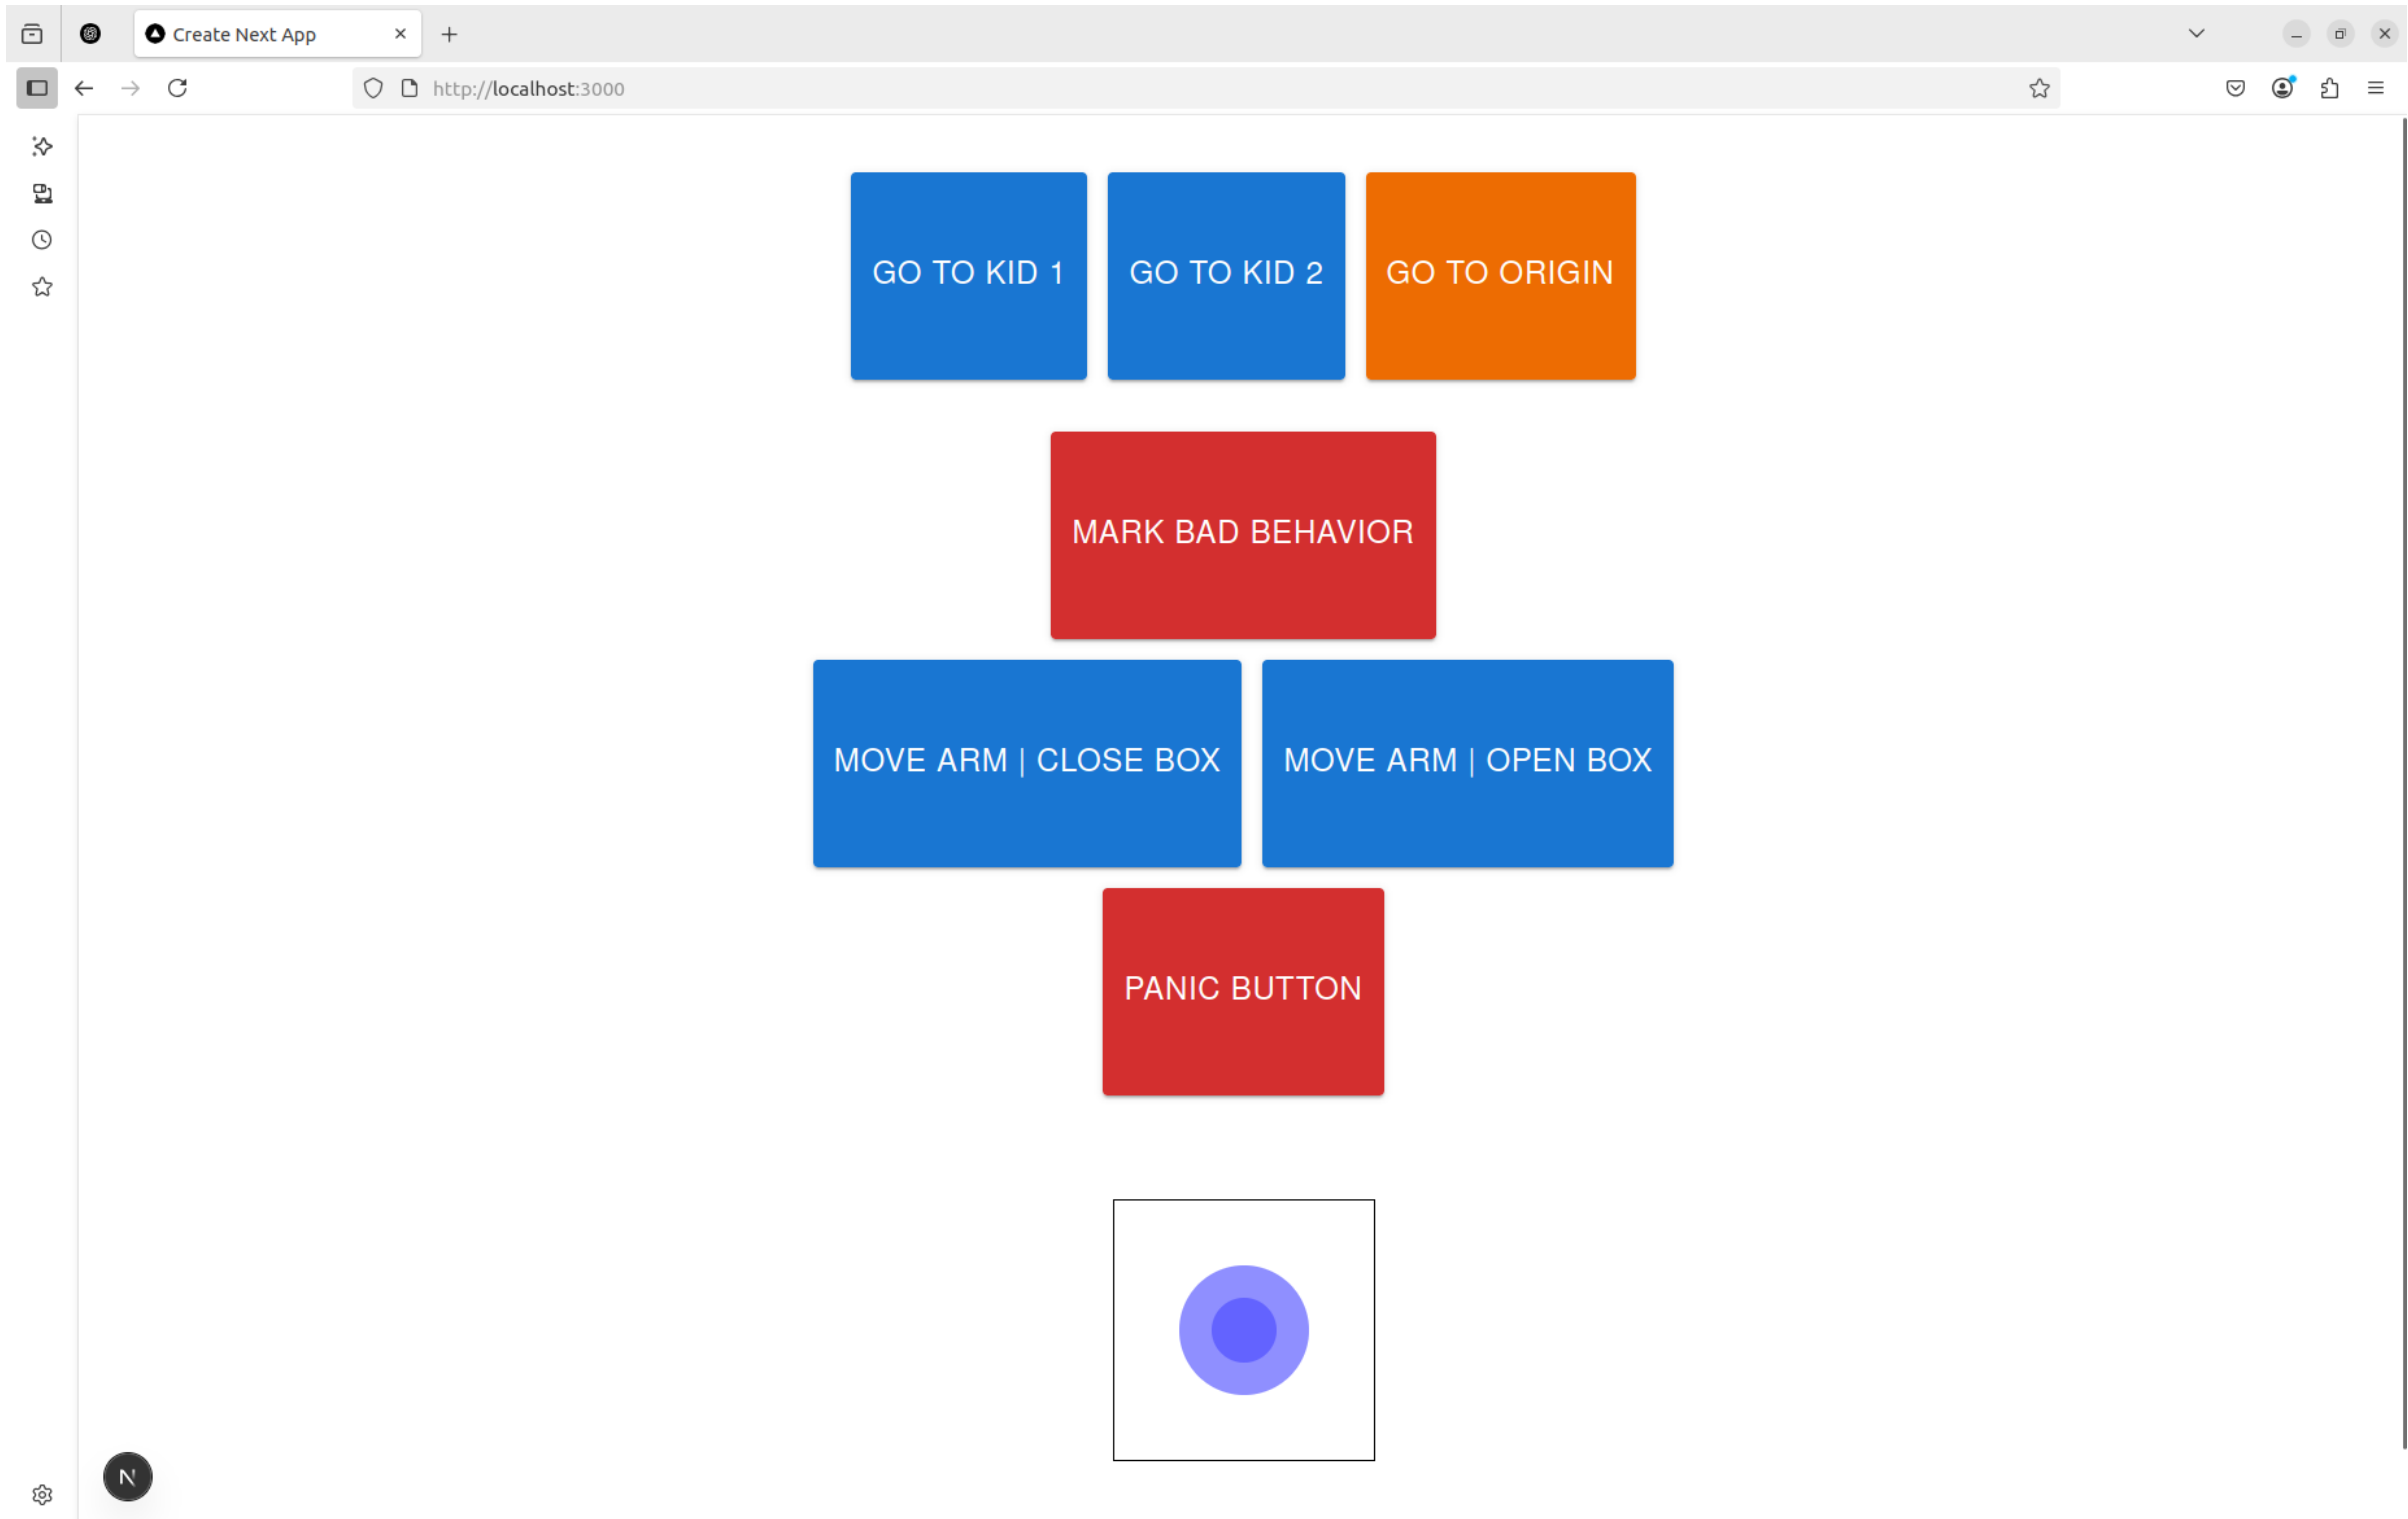 Create Next App
http://localhost:3000
GO TO KID 1
GO TO KID 2
GO TO ORIGIN
MARK BAD BEHAVIOR
MOVE ARM | CLOSE BOX
MOVE ARM | OPEN BOX
PANIC BUTTON
N